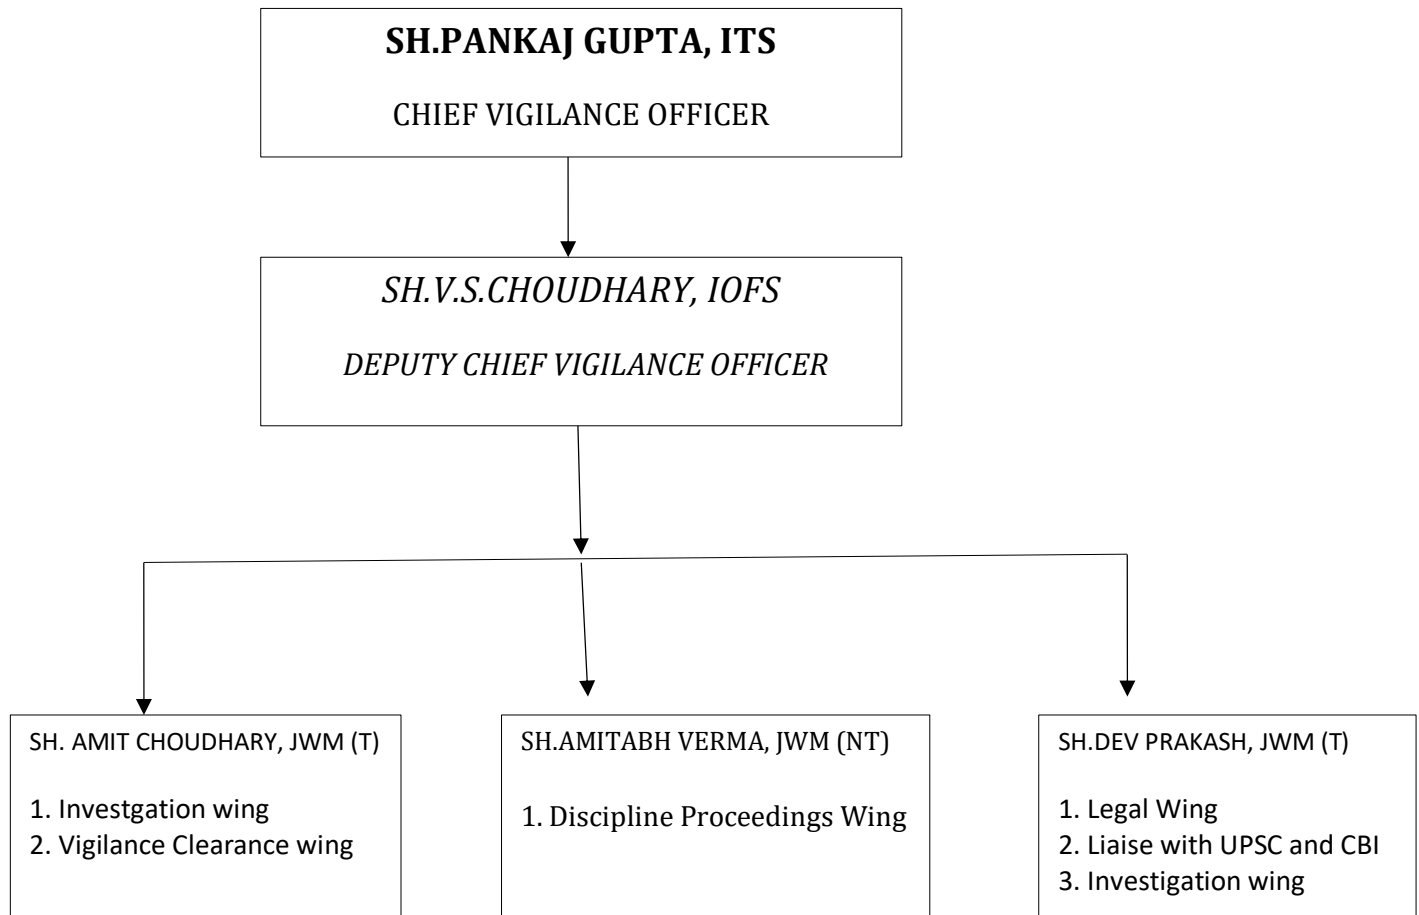 SH.PANKAJ GUPTA, ITS
CHIEF VIGILANCE OFFICER
SH.V.S.CHOUDHARY, IOFS
DEPUTY CHIEF VIGILANCE OFFICER
SH. AMIT CHOUDHARY, JWM (T)
1. Investgation wing
2. Vigilance Clearance wing
SH.AMITABH VERMA, JWM (NT)
1. Discipline Proceedings Wing
SH.DEV PRAKASH, JWM (T)
1. Legal Wing
2. Liaise with UPSC and CBI
3. Investigation wing